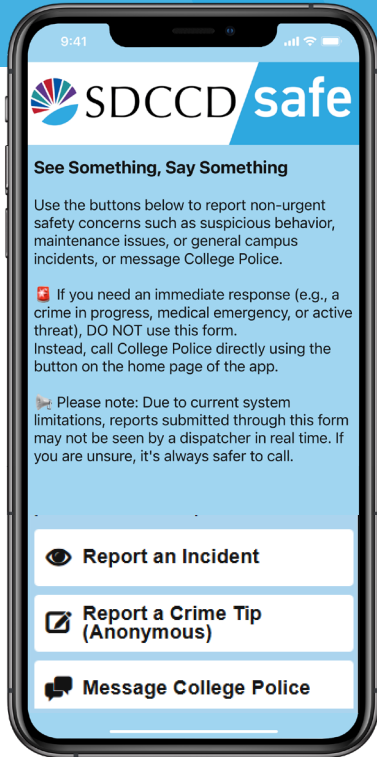 9:41
SDCCD safe
See Something, Say Something
Use the buttons below to report non-urgent
safety concerns such as suspicious behavior,
maintenance issues, or general campus
incidents, or message College Police.
🚨 If you need an immediate response (e.g., a
crime in progress, medical emergency, or active
threat), DO NOT use this form.
Instead, call College Police directly using the
button on the home page of the app.
📢 Please note: Due to current system
limitations, reports submitted through this form
may not be seen by a dispatcher in real time. If
you are unsure, it's always safer to call.
Report an Incident
Report a Crime Tip
(Anonymous)
Message College Police